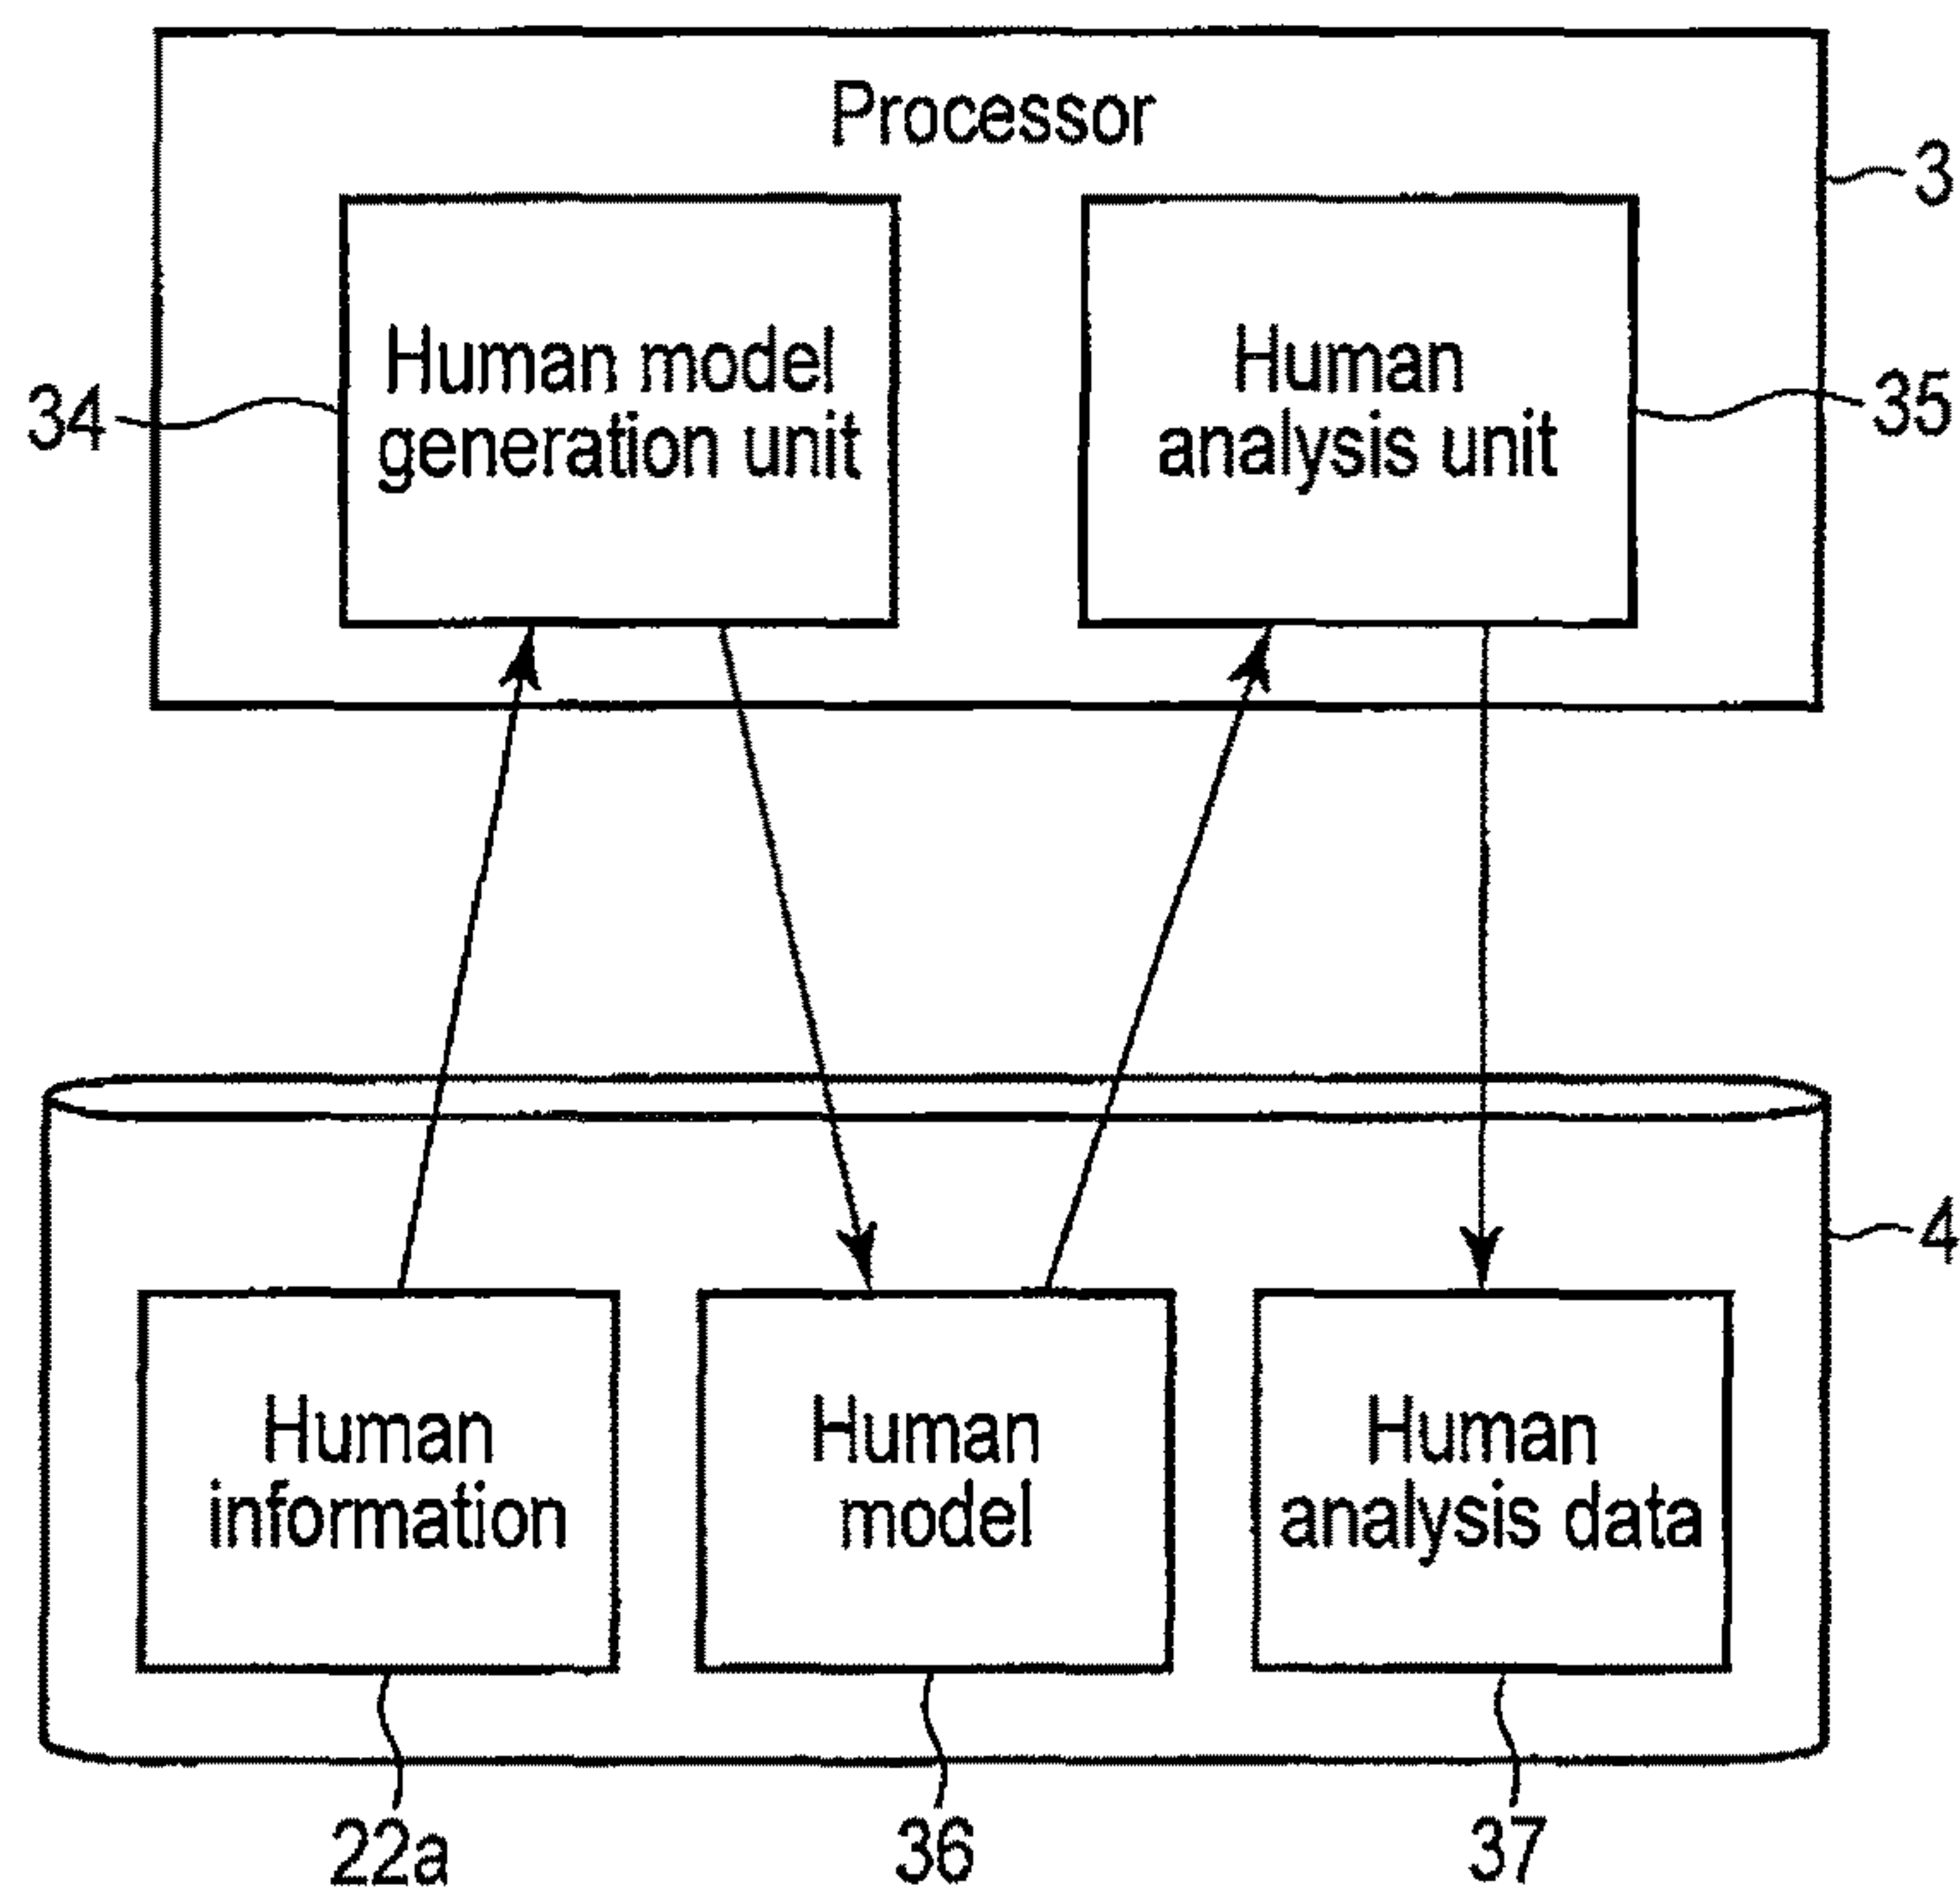 Processor
3
Human model
generation unit
34
Human
analysis unit
35
4
Human
information
Human
model
Human
analysis data
22a
36
37